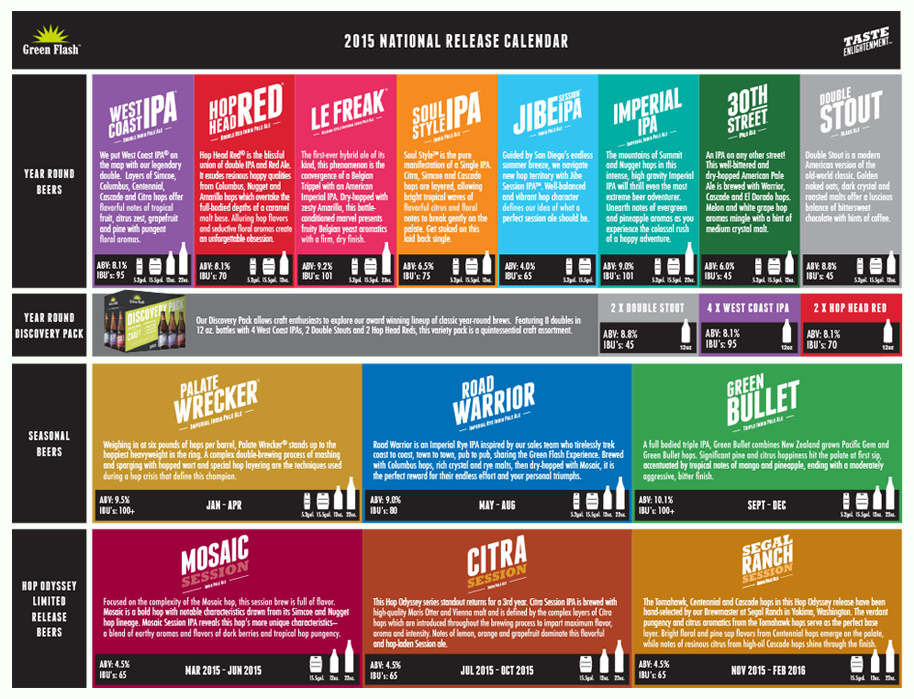 Green Flash
2015 NATIONAL RELEASE CALENDAR
TASTE
ENLIGHTENMENT
YEAR ROUND
BEERS
WEST
COAST IPA
DOUBLE INDIA PALE ALE
We put West Coast IPA® on
the map with our legendary
double. Layers of Simcoe,
Columbus, Centennial,
Cascade and Citra hops offer
flavorful notes of tropical
fruit, citrus zest, grapefruit
and pine with pungent
floral aromas.
ABV: 8.1%
IBU's: 95
5.2gal. 15.5gal. 12oz. 22oz.
HOP
HEAD RED
DOUBLE RED INDIA PALE ALE
Hop Head Red® is the blissful
union of double IPA and Red Ale.
It exudes resinous hoppy qualities
from Columbus, Nugget and
Amarillo hops which overtake the
full-bodied depths of a caramel
malt base. Alluring hop flavors
and seductive floral aromas create
an unforgettable obsession.
ABV: 8.1%
IBU's: 70
5.2gal. 15.5gal. 12oz. 22oz.
LE FREAK
The first-ever hybrid ale of its
kind, this phenomenon is the
convergence of a Belgian
Trippel with an American
Imperial IPA. Dry-hopped with
zesty Amarillo, this bottle-
conditioned marvel presents
fruity Belgian yeast aromatics
with a firm, dry finish.
ABV: 9.2%
IBU's: 101
5.2gal. 15.5gal. 12oz. 22oz.
SOUL
STYLE IPA
INDIA PALE ALE
Soul Style™ is the pure
manifestation of a Single IPA.
Citra, Simcoe and Cascade
hops are layered, allowing
bright tropical waves of
flavorful citrus and floral
notes to break gently on the
palate. Get stoked on this
laid back single.
ABV: 6.5%
IBU's: 75
5.2gal. 15.5gal. 12oz. 22oz.
JIBE SESSION IPA
INDIA PALE ALE
Guided by San Diego's endless
summer breeze, we navigate
new hop territory with Jibe
Session IPA™. Well-balanced
and vibrant hop character
defines our idea of what a
perfect session ale should be.
ABV: 4.0%
IBU's: 65
5.2gal. 15.5gal. 12oz. 22oz.
IMPERIAL
IPA
INDIA PALE ALE
The mountains of Summit
and Nugget hops in this
intense, high gravity Imperial
IPA will thrill even the most
extreme beer adventurer.
Unearth notes of evergreen
and pineapple aromas as you
experience the colossal rush
of a hoppy adventure.
ABV: 9.0%
IBU's: 101
5.2gal. 15.5gal. 12oz. 22oz.
30TH
STREET
INDIA PALE ALE
An IPA on any other street!
This well-bittered and
dry-hopped American Pale
Ale is brewed with Warrior,
Cascade and El Dorado hops.
Melon and white grape hop
aromas mingle with a hint of
medium crystal malt.
ABV: 6.0%
IBU's: 45
5.2gal. 15.5gal. 12oz. 22oz.
DOUBLE
STOUT
BLACK ALE
Double Stout is a modern
American version of the
old-world classic. Golden
naked oats, dark crystal and
roasted malts offer a luscious
balance of bittersweet
chocolate with hints of coffee.
ABV: 8.8%
IBU's: 45
5.2gal. 15.5gal. 12oz. 22oz.
YEAR ROUND
DISCOVERY PACK
Green Flash
DISCOVERY PACK
CRAFT
Our Discovery Pack allows craft enthusiasts to explore our award winning lineup of classic year-round brews. Featuring 8 doubles in
12 oz. bottles with 4 West Coast IPAs, 2 Double Stouts and 2 Hop Head Reds, this variety pack is a quintessential craft assortment.
2 X DOUBLE STOUT
ABV: 8.8%
IBU's: 45
12oz
4 X WEST COAST IPA
ABV: 8.1%
IBU's: 95
12oz
2 X HOP HEAD RED
ABV: 8.1%
IBU's: 70
12oz
SEASONAL
BEERS
PALATE
WRECKER
IMPERIAL INDIA PALE ALE
Weighing in at six pounds of hops per barrel, Palate Wrecker® stands up to the
hoppiest heavyweight in the ring. A complex double-brewing process of mashing
and sparging with hopped wort and special hop layering are the techniques used
during a hop crisis that define this champion.
ABV: 9.5%
IBU's: 100+
JAN - APR
5.2gal. 15.5gal. 12oz. 22oz.
ROAD
WARRIOR
IMPERIAL RYE INDIA PALE ALE
Road Warrior is an Imperial Rye IPA inspired by our sales team who tirelessly trek
coast to coast, town to town, pub to pub, sharing the Green Flash Experience. Brewed
with Columbus hops, rich crystal and rye malts, then dry-hopped with Mosaic, it is
the perfect reward for their endless effort and your personal triumphs.
ABV: 9.0%
IBU's: 80
MAY - AUG
5.2gal. 15.5gal. 12oz. 22oz.
GREEN
BULLET
TRIPLE INDIA PALE ALE
A full bodied triple IPA, Green Bullet combines New Zealand grown Pacific Gem and
Green Bullet hops. Significant pine and citrus hoppiness hit the palate at first sip,
accentuated by tropical notes of mango and pineapple, ending with a moderately
aggressive, bitter finish.
ABV: 10.1%
IBU's: 100+
SEPT - DEC
5.2gal. 15.5gal. 12oz. 22oz.
HOP ODYSSEY
LIMITED
RELEASE
BEERS
MOSAIC
SESSION
INDIA PALE ALE
Focused on the complexity of the Mosaic hop, this session brew is full of flavor.
Mosaic is a bold hop with notable characteristics drawn from its Simcoe and Nugget
hop lineage. Mosaic Session IPA reveals this hop's more unique characteristics—
a blend of earthy aromas and flavors of dark berries and tropical hop pungency.
ABV: 4.5%
IBU's: 65
MAR 2015 - JUN 2015
15.5gal. 12oz. 22oz.
CITRA
SESSION
INDIA PALE ALE
This Hop Odyssey series standout returns for a 3rd year. Citra Session IPA is brewed with
high-quality Maris Otter and Vienna malt and is defined by the complex layers of Citra
hops which are introduced throughout the brewing process to impart maximum flavor,
aroma and intensity. Notes of lemon, orange and grapefruit dominate this flavorful
and hop-laden Session ale.
ABV: 4.5%
IBU's: 65
JUL 2015 - OCT 2015
15.5gal. 12oz. 22oz.
SEGAL
RANCH
SESSION
INDIA PALE ALE
The Tomahawk, Centennial and Cascade hops in this Hop Odyssey release have been
hand-selected by our Brewmaster at Segal Ranch in Yakima, Washington. The verdant
pungency and citrus aromatics from the Tomahawk hops serve as the perfect base
layer. Bright floral and pine sap flavors from Centennial hops emerge on the palate,
while notes of resinous citrus from high-oil Cascade hops shine through the finish.
ABV: 4.5%
IBU's: 65
NOV 2015 - FEB 2016
15.5gal. 12oz. 22oz.